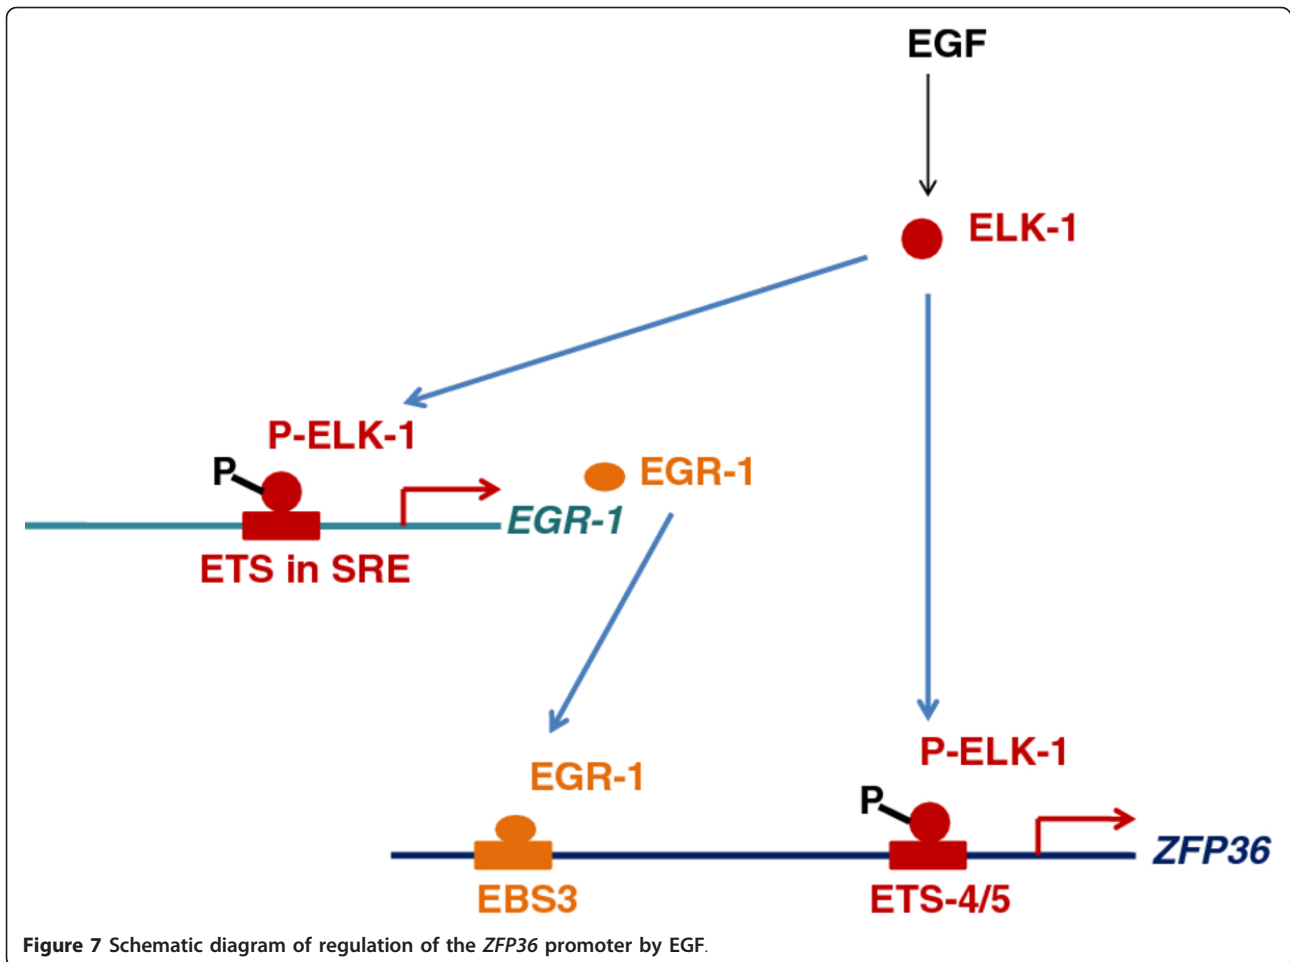 EGF
ELK-1
P-ELK-1
P
EGR-1
EGR-1
ETS in SRE
P-ELK-1
EGR-1
P
ZFP36
EBS3
ETS-4/5
Figure 7 Schematic diagram of regulation of the ZFP36 promoter by EGF.